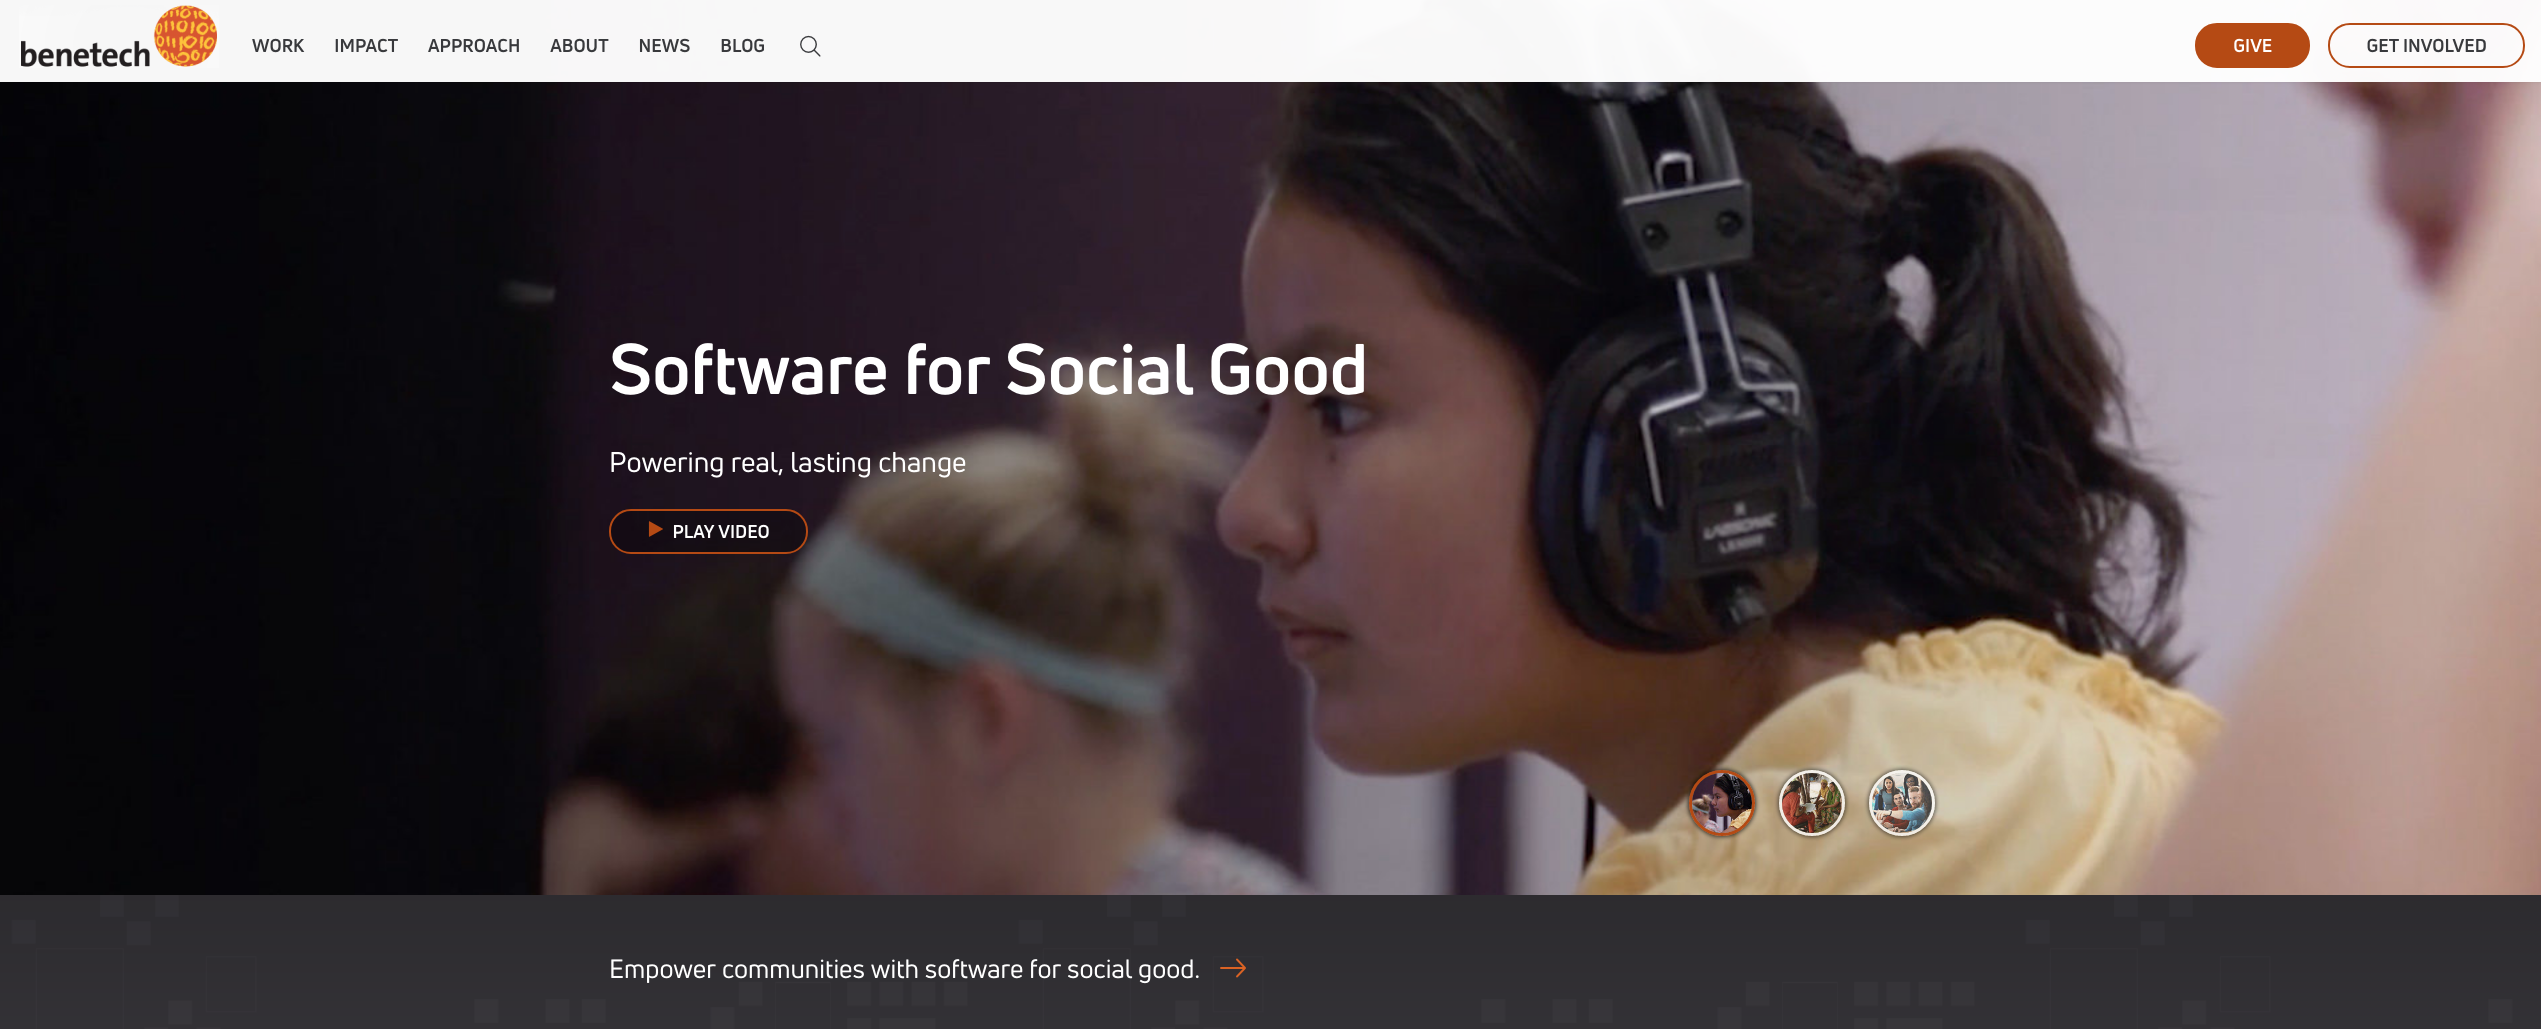 benetech
WORK IMPACT APPROACH ABOUT NEWS BLOG
GIVE GET INVOLVED
Software for Social Good
Powering real, lasting change
PLAY VIDEO
LABSONIC
Empower communities with software for social good.